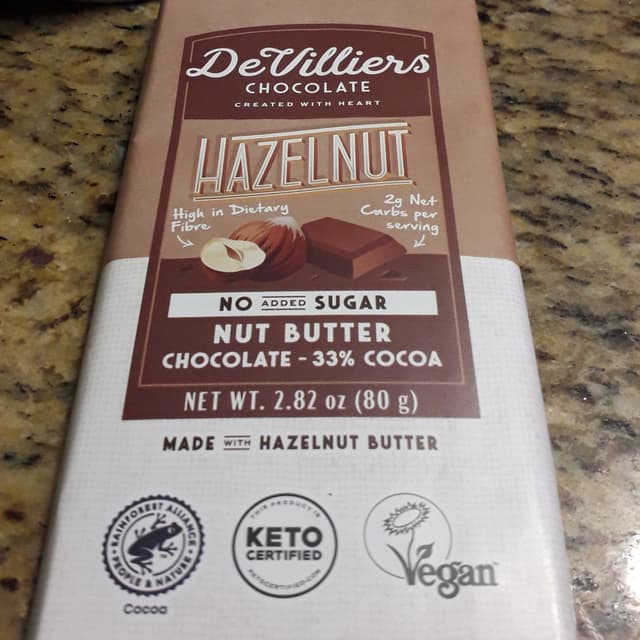 DeVilliers
CHOCOLATE
CREATED WITH HEART
HAZELNUT
High in Dietary
Fibre
2g Net
Carbs per
serving
NO ADDED SUGAR
NUT BUTTER
CHOCOLATE - 33% COCOA
NET WT. 2.82 oz (80 g)
MADE WITH HAZELNUT BUTTER
RAINFOREST ALLIANCE
PEOPLE & NATURE
Cocoa
THIS PRODUCT IS
KETO
CERTIFIED
KETOCERTIFIED.COM
Vegan